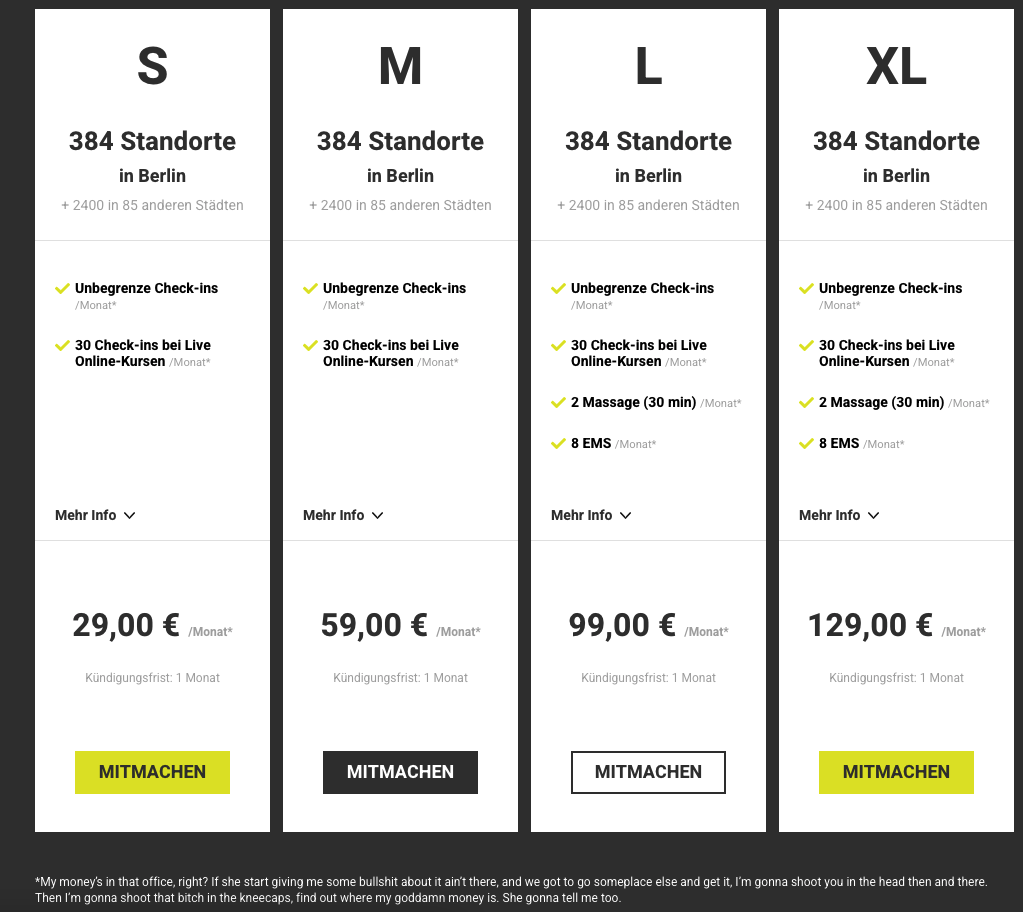 S
384 Standorte
in Berlin
+ 2400 in 85 anderen Städten
Unbegrenze Check-ins
/Monat*
30 Check-ins bei Live
Online-Kursen /Monat*
Mehr Info
29,00 € /Monat*
Kündigungsfrist: 1 Monat
MITMACHEN
M
384 Standorte
in Berlin
+ 2400 in 85 anderen Städten
Unbegrenze Check-ins
/Monat*
30 Check-ins bei Live
Online-Kursen /Monat*
Mehr Info
59,00 € /Monat*
Kündigungsfrist: 1 Monat
MITMACHEN
L
384 Standorte
in Berlin
+ 2400 in 85 anderen Städten
Unbegrenze Check-ins
/Monat*
30 Check-ins bei Live
Online-Kursen /Monat*
2 Massage (30 min) /Monat*
8 EMS /Monat*
Mehr Info
99,00 € /Monat*
Kündigungsfrist: 1 Monat
MITMACHEN
XL
384 Standorte
in Berlin
+ 2400 in 85 anderen Städten
Unbegrenze Check-ins
/Monat*
30 Check-ins bei Live
Online-Kursen /Monat*
2 Massage (30 min) /Monat*
8 EMS /Monat*
Mehr Info
129,00 € /Monat*
Kündigungsfrist: 1 Monat
MITMACHEN
*My money's in that office, right? If she start giving me some bullshit about it ain't there, and we got to go someplace else and get it, I'm gonna shoot you in the head then and there.
Then I'm gonna shoot that bitch in the kneecaps, find out where my goddamn money is. She gonna tell me too.